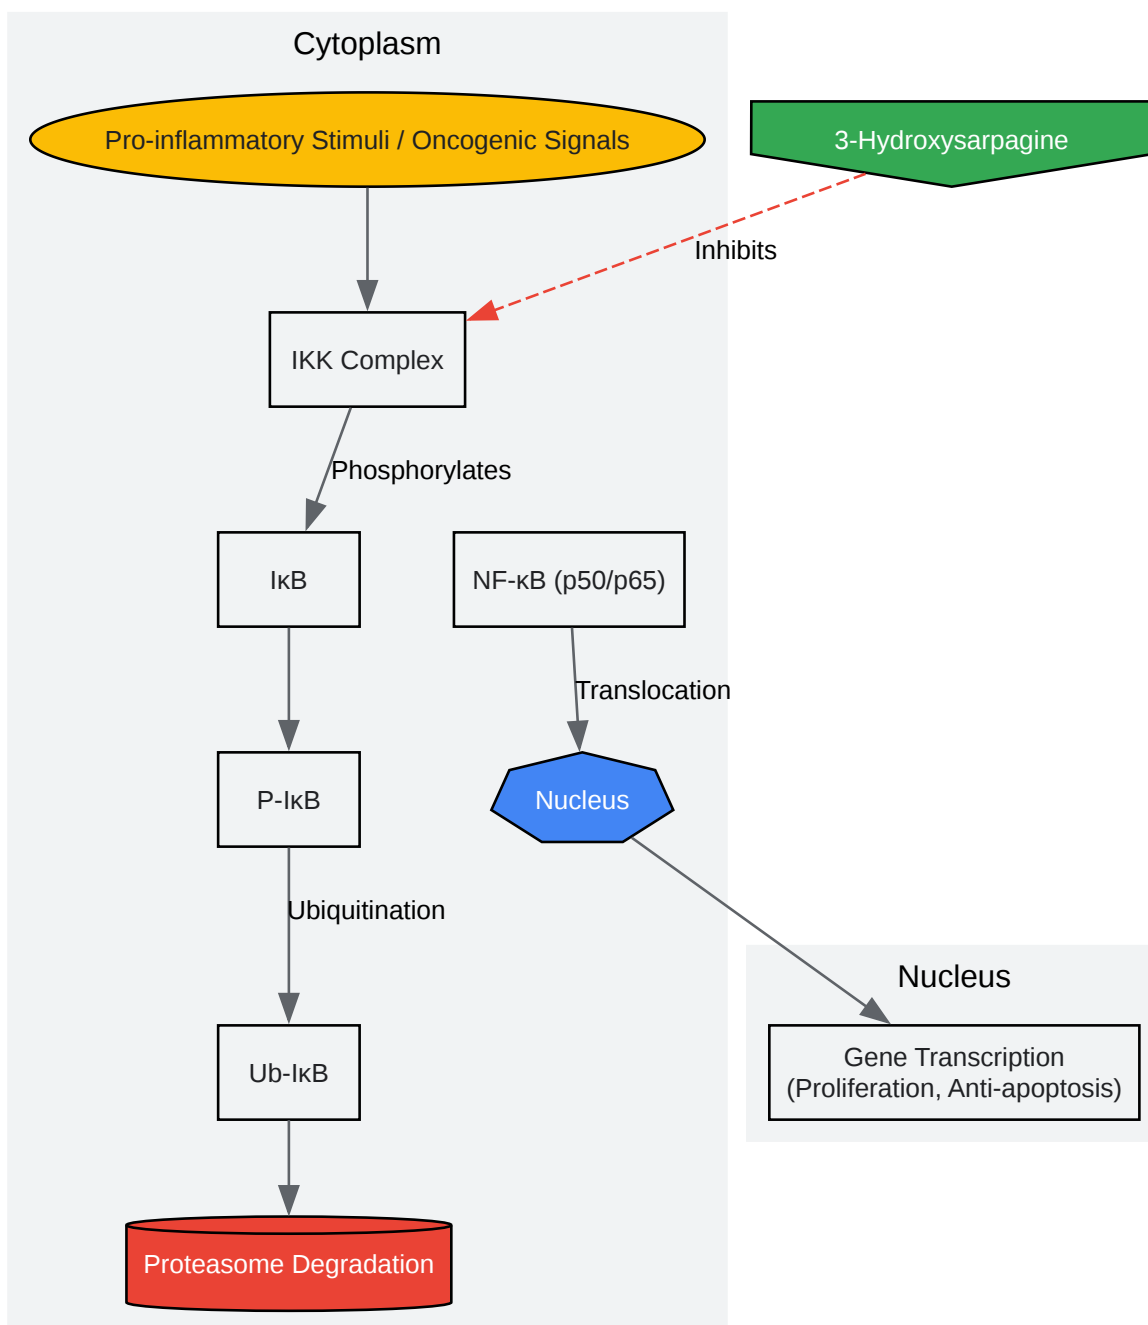 Cytoplasm
Pro-inflammatory Stimuli / Oncogenic Signals
3-Hydroxysarpagine
Inhibits
IKK Complex
Phosphorylates
IκB
NF-κB (p50/p65)
Translocation
P-IκB
Nucleus
Ubiquitination
Nucleus
Gene Transcription
(Proliferation, Anti-apoptosis)
Ub-IκB
Proteasome Degradation